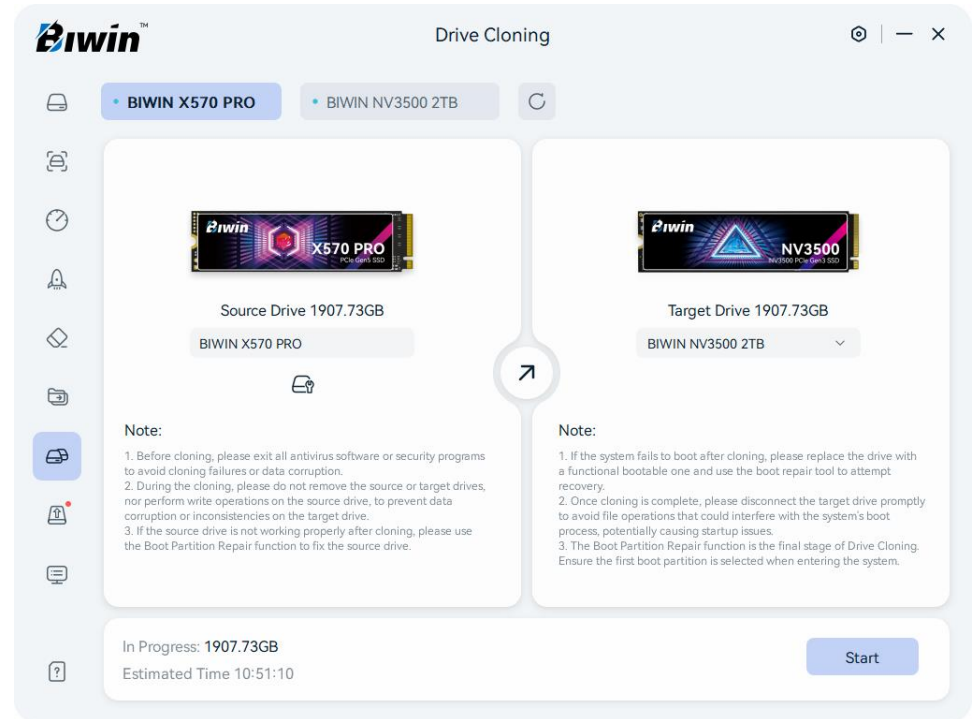 Biwin™
Drive Cloning
BIWIN X570 PRO
BIWIN NV3500 2TB
Biwin
X570 PRO
PCIe Gen5 SSD
Source Drive 1907.73GB
BIWIN X570 PRO
Note:
1. Before cloning, please exit all antivirus software or security programs
to avoid cloning failures or data corruption.
2. During the cloning, please do not remove the source or target drives,
nor perform write operations on the source drive, to prevent data
corruption or inconsistencies on the target drive.
3. If the source drive is not working properly after cloning, please use
the Boot Partition Repair function to fix the source drive.
Biwin
NV3500
NV3500 PCIe Gen3 SSD
Target Drive 1907.73GB
BIWIN NV3500 2TB
Note:
1. If the system fails to boot after cloning, please replace the drive with
a functional bootable one and use the boot repair tool to attempt
recovery.
2. Once cloning is complete, please disconnect the target drive promptly
to avoid file operations that could interfere with the system's boot
process, potentially causing startup issues.
3. The Boot Partition Repair function is the final stage of Drive Cloning.
Ensure the first boot partition is selected when entering the system.
In Progress: 1907.73GB
Estimated Time 10:51:10
Start